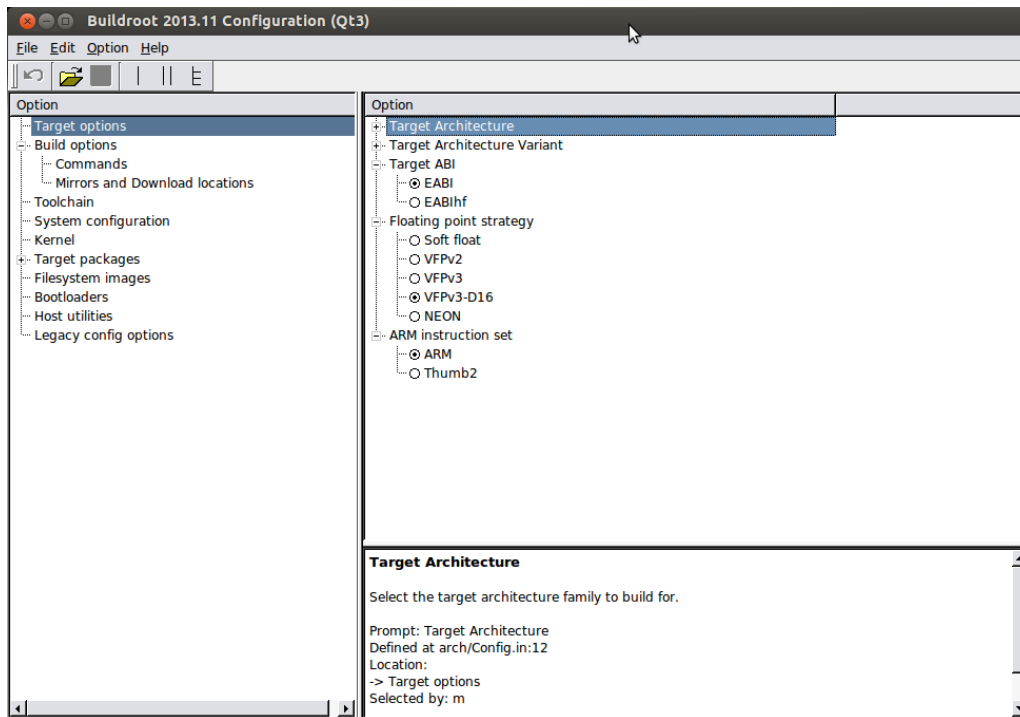 Buildroot 2013.11 Configuration (Qt3)
File Edit Option Help
Option
Target options
Build options
Commands
Mirrors and Download locations
Toolchain
System configuration
Kernel
Target packages
Filesystem images
Bootloaders
Host utilities
Legacy config options
Option
Target Architecture
Target Architecture Variant
Target ABI
EABI
EABIhf
Floating point strategy
Soft float
VFPv2
VFPv3
VFPv3-D16
NEON
ARM instruction set
ARM
Thumb2
Target Architecture
Select the target architecture family to build for.
Prompt: Target Architecture
Defined at arch/Config.in:12
Location:
-> Target options
Selected by: m